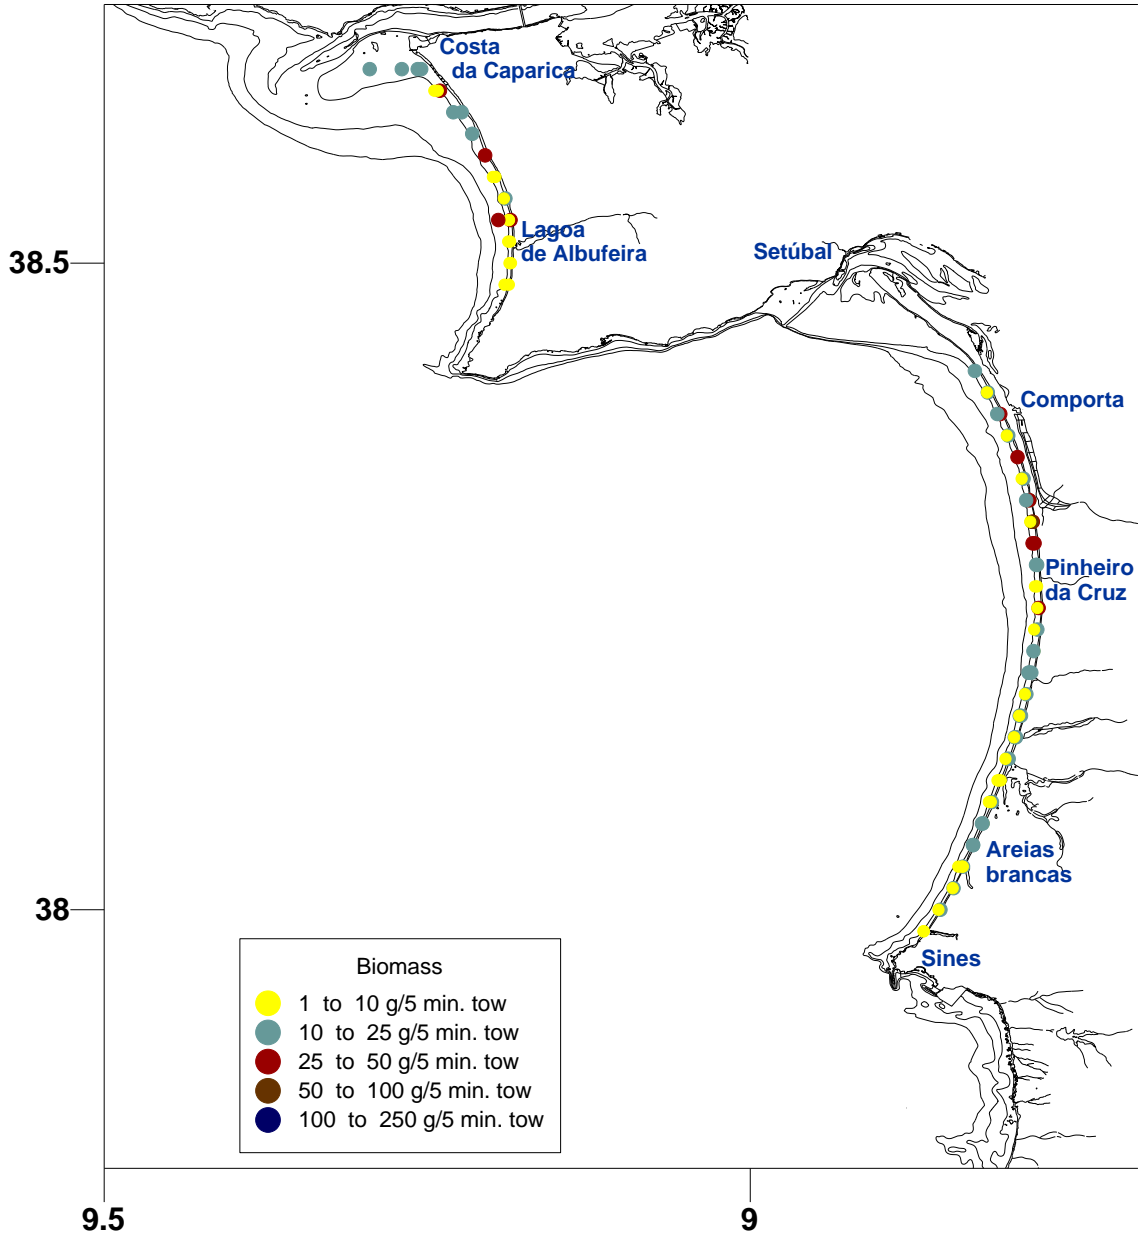 Costa
da Caparica
Lagoa
de Albufeira
Setúbal
38.5
Comporta
Pinheiro
da Cruz
Areias
brancas
38
Sines
Biomass
1 to 10 g/5 min. tow
10 to 25 g/5 min. tow
25 to 50 g/5 min. tow
50 to 100 g/5 min. tow
100 to 250 g/5 min. tow
9.5
9